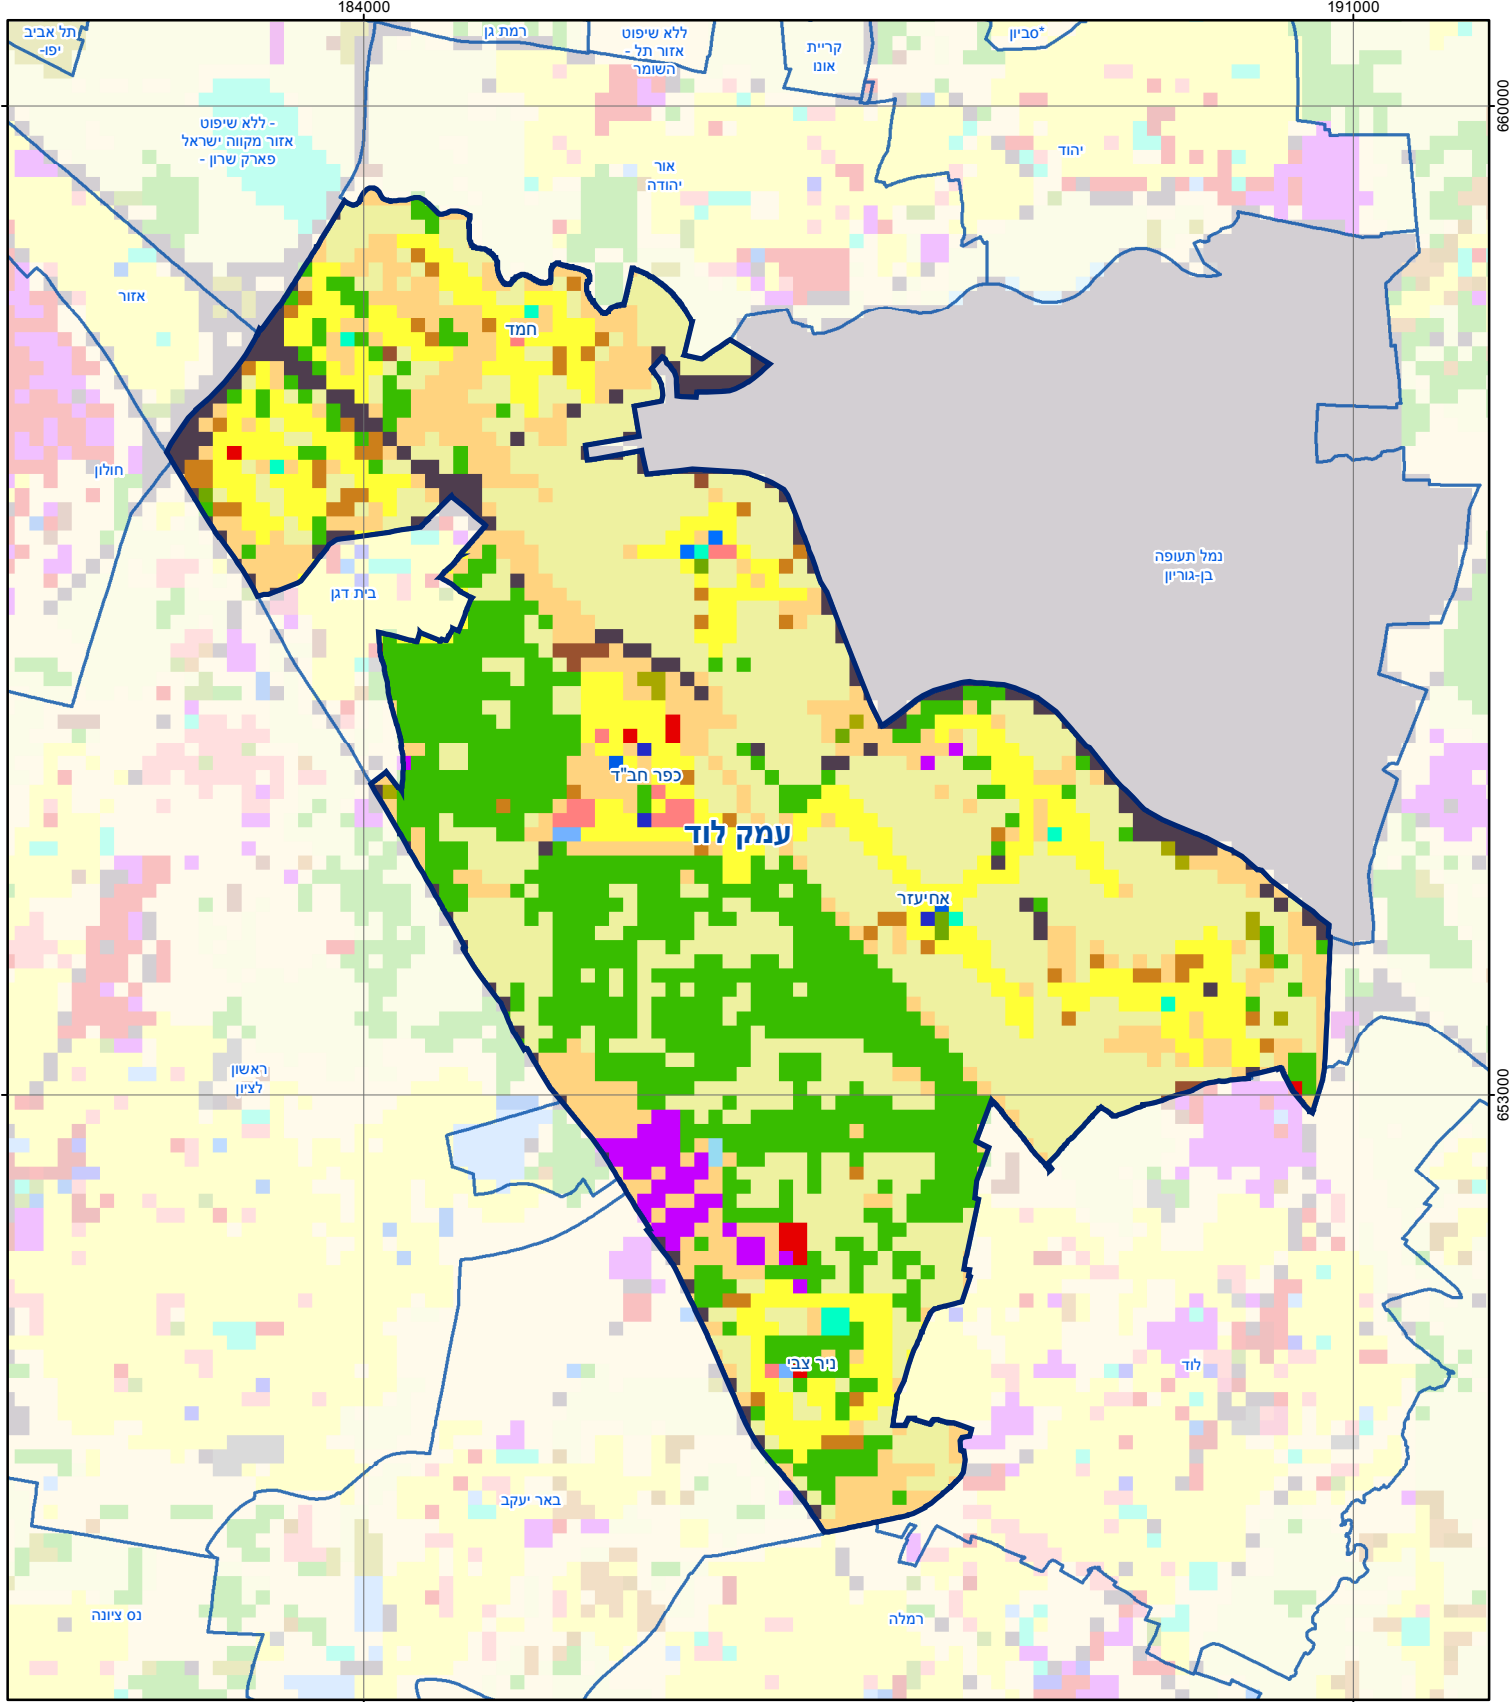 184000
191000
תל אביב
-יפו
רמת גן
ללא שיפוט
אזור תל -
השומר
קריית
אונו
סביון*
660000
ללא שיפוט -
אזור מקווה ישראל
- פארק שרון
אור
יהודה
יהוד
אזור
חמד
חולון
נמל תעופה
בן-גוריון
בית דגן
כפר חב"ד
עמק לוד
אחיעזר
ראשון
לציון
653000
ניר צבי
לוד
באר יעקב
נס ציונה
רמלה